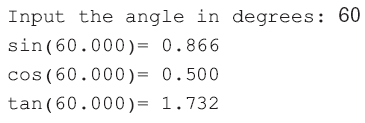 Input the angle in degrees: 60
sin(60.000)= 0.866
cos(60.000)= 0.500
tan(60.000)= 1.732